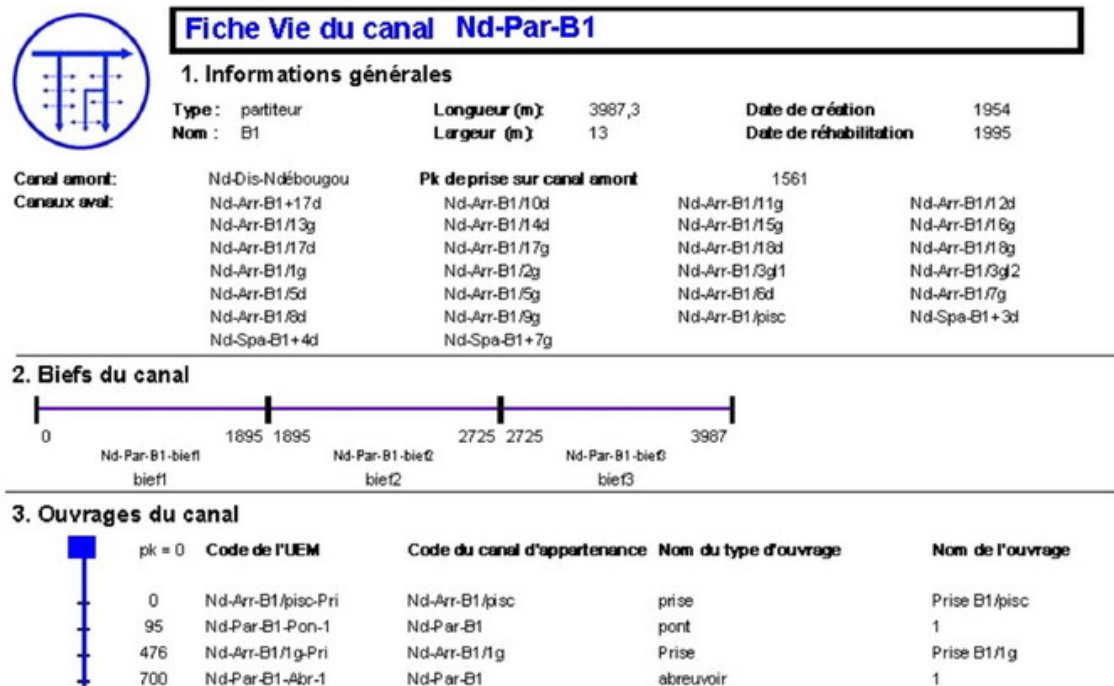 Fiche Vie du canal Nd-Par-B1
1. Informations générales
Type : partiteur Longueur (m): 3987,3 Date de création 1954
Nom : B1 Largeur (m) 13 Date de réhabilitation 1995
Canal amont: Nd-Dis-Ndébougou Pk de prise sur canal amont 1561
Canaux aval: Nd-Arr-B1+17d Nd-Arr-B1/10d Nd-Arr-B1/11g Nd-Arr-B1/12d
Nd-Arr-B1/13g Nd-Arr-B1/14d Nd-Arr-B1/15g Nd-Arr-B1/16g
Nd-Arr-B1/17d Nd-Arr-B1/17g Nd-Arr-B1/18d Nd-Arr-B1/18g
Nd-Arr-B1/1g Nd-Arr-B1/2g Nd-Arr-B1/3gl1 Nd-Arr-B1/3gl2
Nd-Arr-B1/5d Nd-Arr-B1/5g Nd-Arr-B1/6d Nd-Arr-B1/7g
Nd-Arr-B1/8d Nd-Arr-B1/9g Nd-Arr-B1/pisc Nd-Spa-B1+3d
Nd-Spa-B1+4d Nd-Spa-B1+7g
2. Biefs du canal
0 1895 1895 2725 2725 3987
Nd-Par-B1-bief1 Nd-Par-B1-bief2 Nd-Par-B1-bief3
bief1 bief2 bief3
3. Ouvrages du canal
pk = 0 Code de l'UEM Code du canal d'appartenance Nom du type d'ouvrage Nom de l'ouvrage
0 Nd-Arr-B1/pisc-Pri Nd-Arr-B1/pisc prise Prise B1/pisc
95 Nd-Par-B1-Pon-1 Nd-Par-B1 pont 1
476 Nd-Arr-B1/1g-Pri Nd-Arr-B1/1g Prise Prise B1/1g
700 Nd-Par-B1-Abr-1 Nd-Par-B1 abreuvoir 1